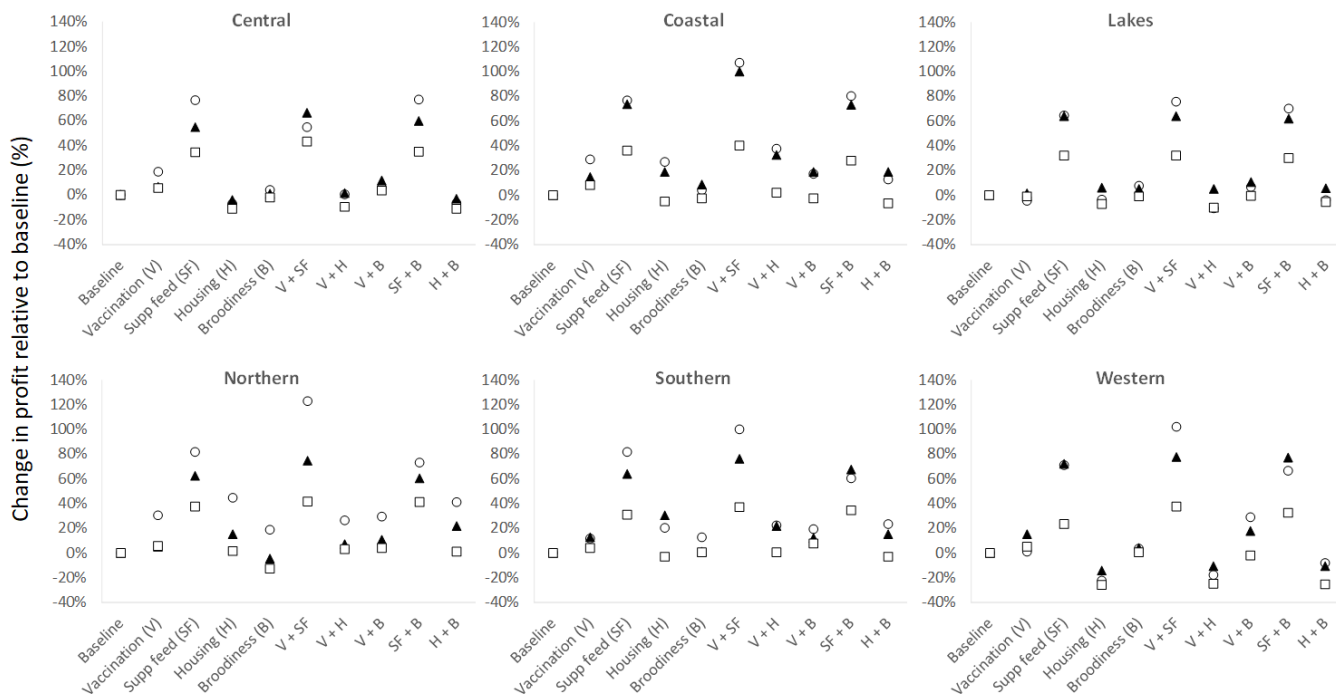 Change in profit relative to baseline (%)
Central
140%
120%
100%
80%
60%
40%
20%
0%
-20%
-40%
Baseline
Vaccination (V)
Supp feed (SF)
Housing (H)
Broodiness (B)
V + SF
V + H
V + B
SF + B
H + B
Coastal
140%
120%
100%
80%
60%
40%
20%
0%
-20%
-40%
Baseline
Vaccination (V)
Supp feed (SF)
Housing (H)
Broodiness (B)
V + SF
V + H
V + B
SF + B
H + B
Lakes
140%
120%
100%
80%
60%
40%
20%
0%
-20%
-40%
Baseline
Vaccination (V)
Supp feed (SF)
Housing (H)
Broodiness (B)
V + SF
V + H
V + B
SF + B
H + B
Northern
140%
120%
100%
80%
60%
40%
20%
0%
-20%
-40%
Baseline
Vaccination (V)
Supp feed (SF)
Housing (H)
Broodiness (B)
V + SF
V + H
V + B
SF + B
H + B
Southern
140%
120%
100%
80%
60%
40%
20%
0%
-20%
-40%
Baseline
Vaccination (V)
Supp feed (SF)
Housing (H)
Broodiness (B)
V + SF
V + H
V + B
SF + B
H + B
Western
140%
120%
100%
80%
60%
40%
20%
0%
-20%
-40%
Baseline
Vaccination (V)
Supp feed (SF)
Housing (H)
Broodiness (B)
V + SF
V + H
V + B
SF + B
H + B